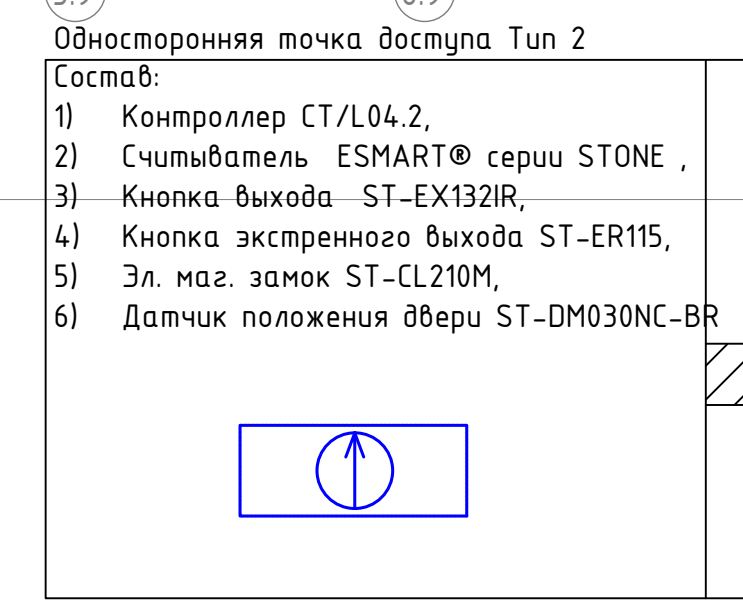 Односторонняя точка доступа Тип 2
Состав:
1) Контроллер CT/L04.2,
2) Считыватель ESMART® серии STONE ,
3) Кнопка выхода ST-EX132IR,
4) Кнопка экстренного выхода ST-ER115,
5) Эл. маг. замок ST-CL210M,
6) Датчик положения двери ST-DM030NC-BR